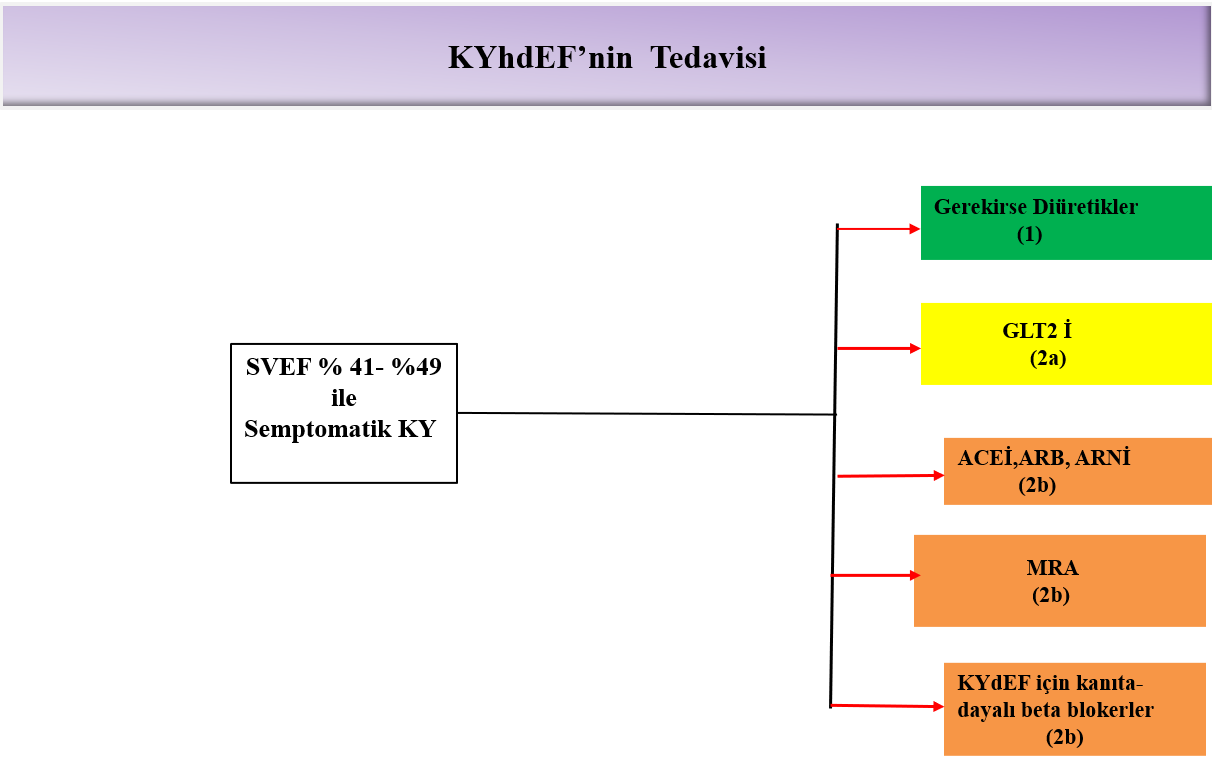 KYhdEF’nin Tedavisi
Gerekirse Diüretikler
(1)
GLT2 İ
(2a)
SVEF % 41- %49
ile
Semptomatik KY
ACEİ,ARB, ARNİ
(2b)
MRA
(2b)
KYdEF için kanıta-
dayalı beta blokerler
(2b)